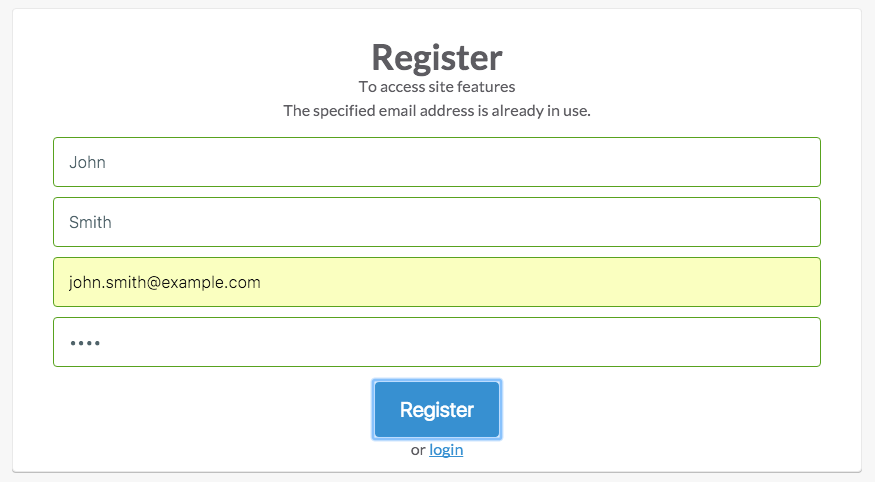 Register
To access site features
The specified email address is already in use.
John
Smith
john.smith@example.com
••••
Register
or login